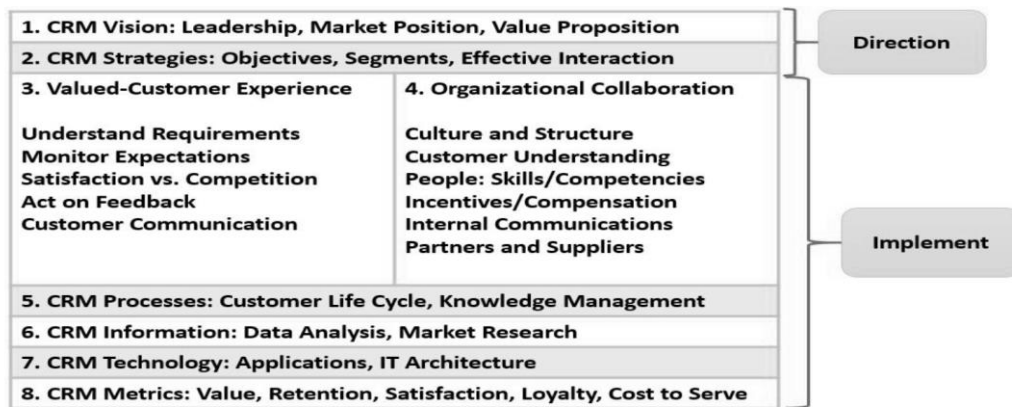 1. CRM Vision: Leadership, Market Position, Value Proposition
2. CRM Strategies: Objectives, Segments, Effective Interaction
Direction
3. Valued-Customer Experience
Understand Requirements
Monitor Expectations
Satisfaction vs. Competition
Act on Feedback
Customer Communication
4. Organizational Collaboration
Culture and Structure
Customer Understanding
People: Skills/Competencies
Incentives/Compensation
Internal Communications
Partners and Suppliers
Implement
5. CRM Processes: Customer Life Cycle, Knowledge Management
6. CRM Information: Data Analysis, Market Research
7. CRM Technology: Applications, IT Architecture
8. CRM Metrics: Value, Retention, Satisfaction, Loyalty, Cost to Serve